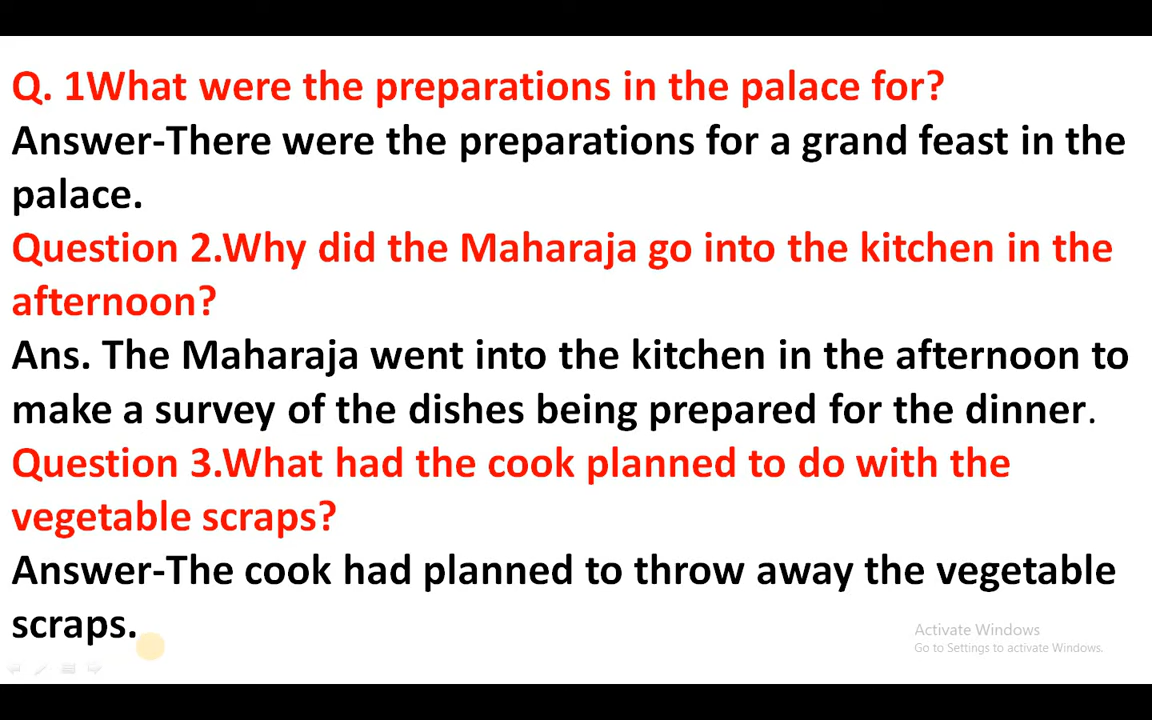 Q. 1What were the preparations in the palace for?
Answer-There were the preparations for a grand feast in the
palace.
Question 2.Why did the Maharaja go into the kitchen in the
afternoon?
Ans. The Maharaja went into the kitchen in the afternoon to
make a survey of the dishes being prepared for the dinner.
Question 3.What had the cook planned to do with the
vegetable scraps?
Answer-The cook had planned to throw away the vegetable
scraps.
Activate Windows
Go to Settings to activate Windows.